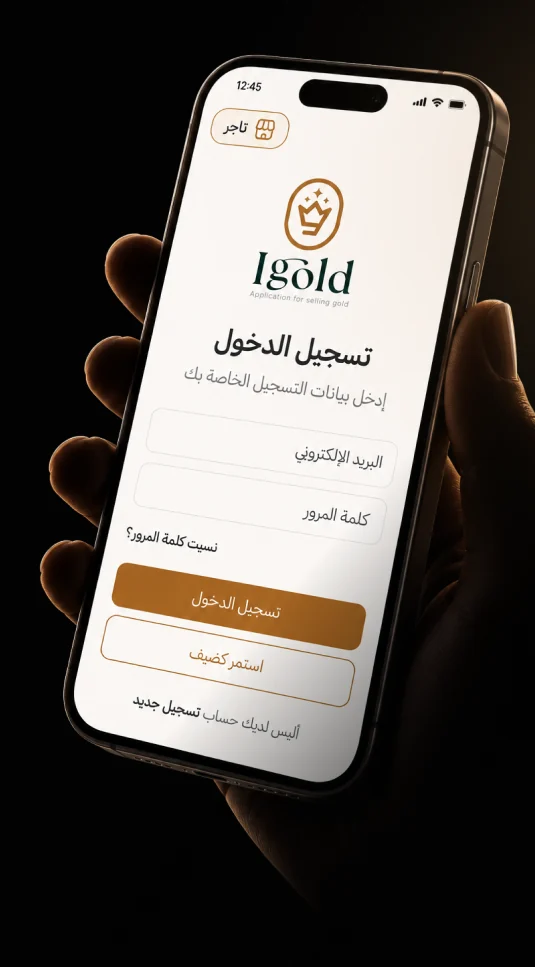 12:45
تاجر
Igold
Application for selling gold
تسجيل الدخول
إدخل بيانات التسجيل الخاصة بك
البريد الإلكتروني
كلمة المرور
نسيت كلمة المرور؟
تسجيل الدخول
استمر كضيف
أليس لديك حساب تسجيل جديد